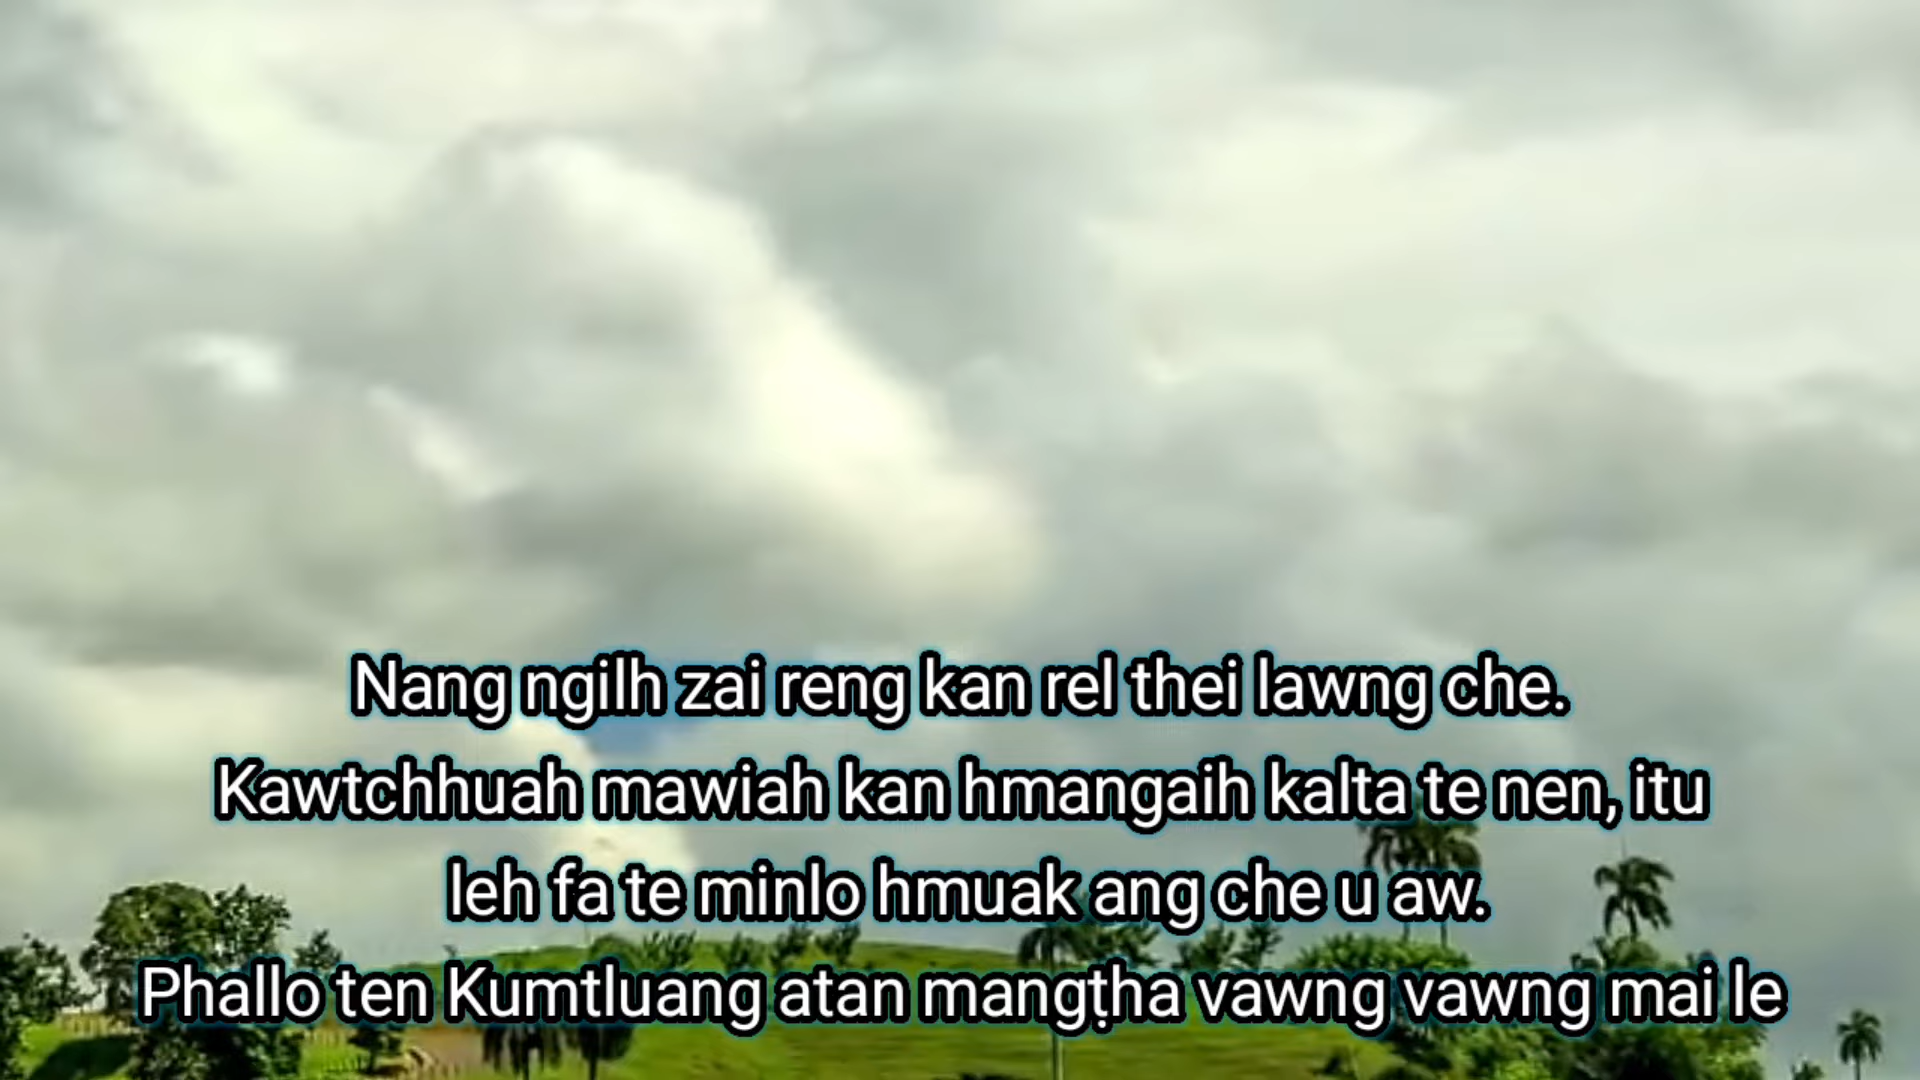 Nang ngilh zai reng kan rel thei lawng che.
Kawtchhuah mawiah kan hmangaih kalta te nen, itu
leh fa te minlo hmuak ang che u aw.
Phallo ten Kumtluang atan mangṭha vawng vawng mai le